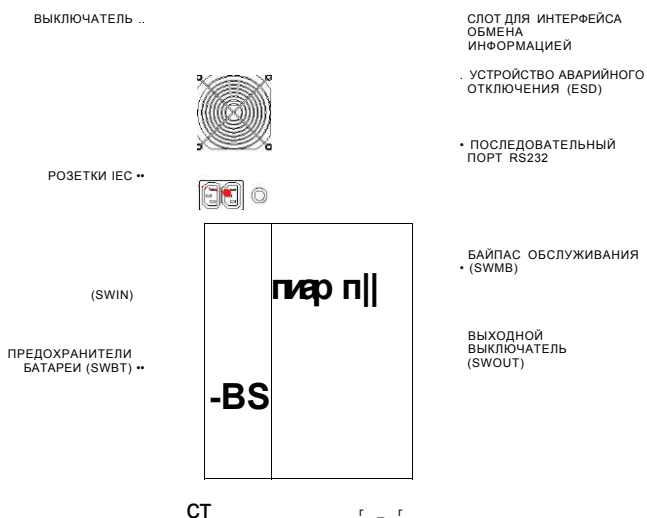 ВЫКЛЮЧАТЕЛЬ ..
СЛОТ ДЛЯ ИНТЕРФЕЙСА
ОБМЕНА
ИНФОРМАЦИЕЙ
. УСТРОЙСТВО АВАРИЙНОГО
ОТКЛЮЧЕНИЯ (ESD)
• ПОСЛЕДОВАТЕЛЬНЫЙ
ПОРТ RS232
РОЗЕТКИ IEC ••
БАЙПАС ОБСЛУЖИВАНИЯ
• (SWMB)
(SWIN)
ВЫХОДНОЙ
ВЫКЛЮЧАТЕЛЬ
(SWOUT)
ПРЕДОХРАНИТЕЛИ
БАТАРЕИ (SWBT) ••
-BS
СТ